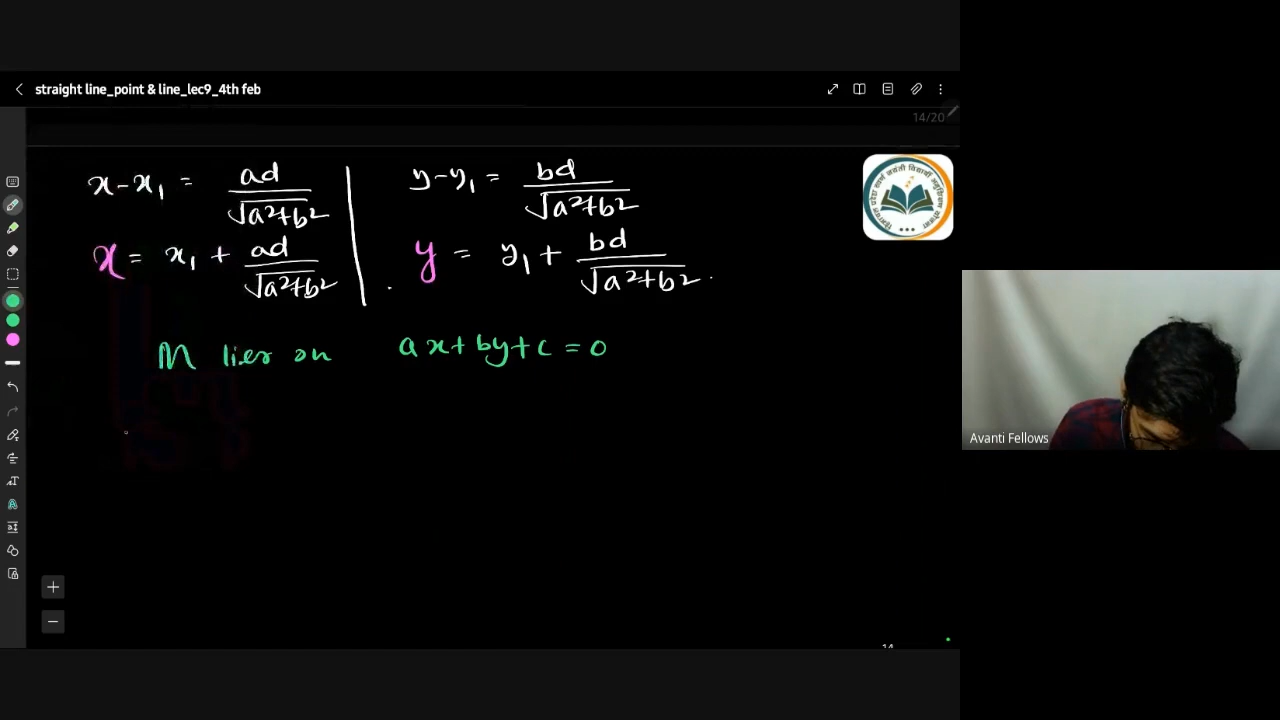 straight line_point & line_lec9_4th feb
14/20
x - x₁ = ad/√(a²+b²) | y - y₁ = bd/√(a²+b²)
x = x₁ + ad/√(a²+b²) | y = y₁ + bd/√(a²+b²).
M lies on ax + by + c = 0
Avanti Fellows